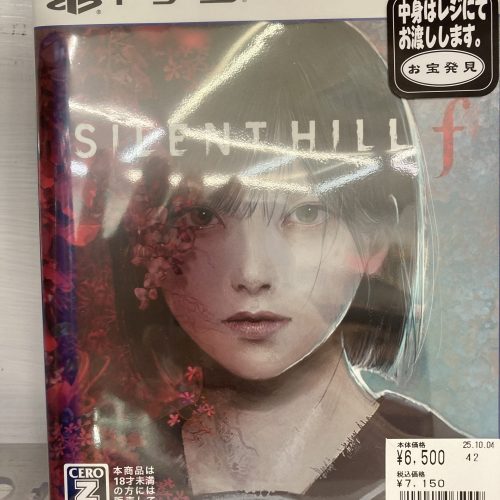 中身はレジにて
お渡しします。
お宝発見
SILENT HILL f
CERO
Z
本商品は
18才未満
の方には
本体価格 25.10.04
¥6,500 42
税込価格
¥7,150